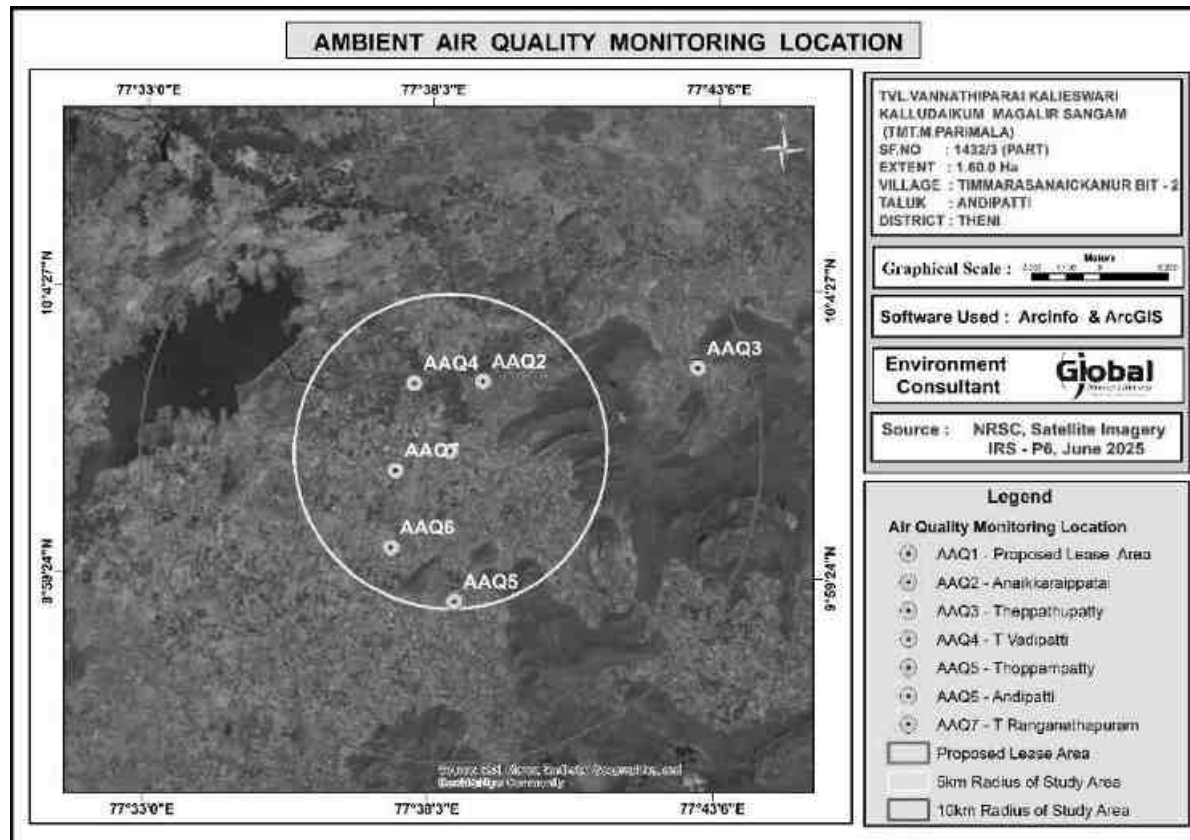 AMBIENT AIR QUALITY MONITORING LOCATION
77°33'0"E
77°38'3"E
77°43'6"E
10°4'27"N
10°4'27"N
AAQ3
AAQ4
AAQ2
AAQ7
AAQ6
AAQ5
9°59'24"N
9°59'24"N
77°33'0"E
77°38'3"E
77°43'6"E
TVL.VANNATHIPARAI KALIESWARI
KALLUDAIKUM MAGALIR SANGAM
(TMT.M.PARIMALA)
SF.NO : 1432/3 (PART)
EXTENT : 1.60.0 Ha
VILLAGE : TIMMARASANAICKANUR BIT - 2
TALUK : ANDIPATTI
DISTRICT : THENI
Meters
Graphical Scale :
Software Used : ArcInfo & ArcGIS
Environment
Consultant
Global
Source : NRSC, Satellite Imagery
IRS - P6, June 2025
Legend
Air Quality Monitoring Location
AAQ1 - Proposed Lease Area
AAQ2 - Anaikkaraippatai
AAQ3 - Theppathupatty
AAQ4 - T Vadipatti
AAQ5 - Thoppampatty
AAQ6 - Andipatti
AAQ7 - T Ranganathapuram
Proposed Lease Area
5km Radius of Study Area
10km Radius of Study Area